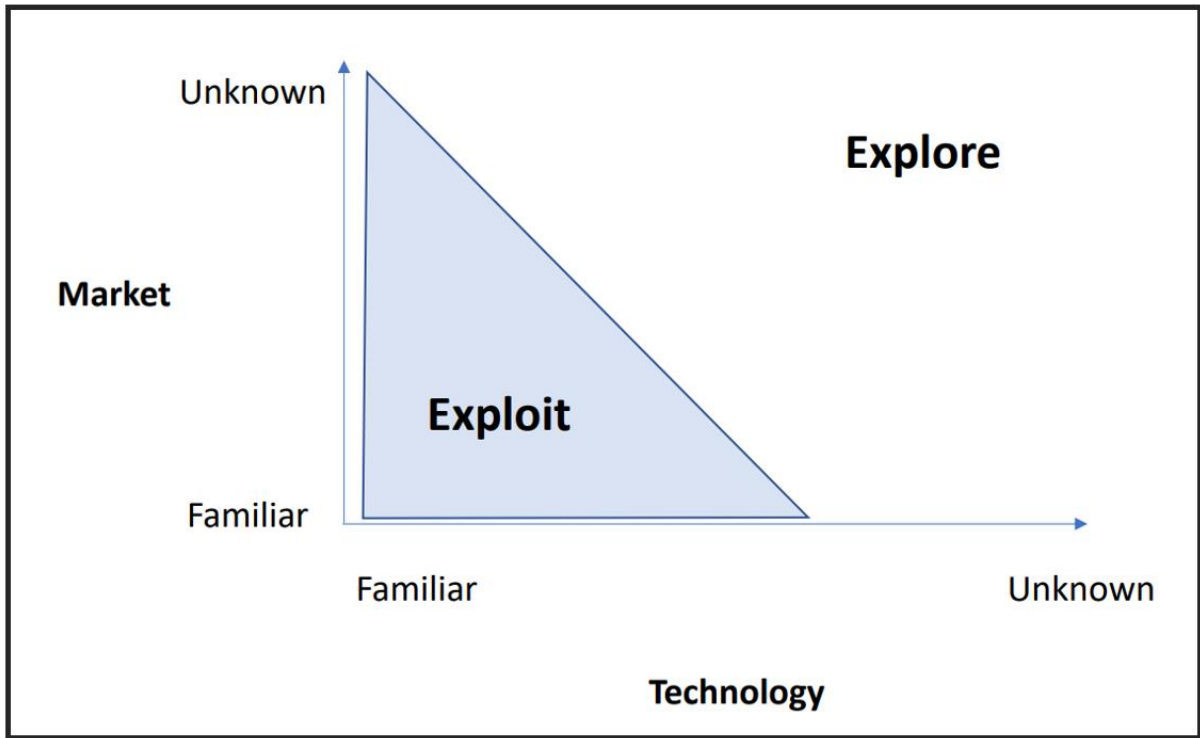 Unknown
Explore
Market
Exploit
Familiar
Familiar
Unknown
Technology